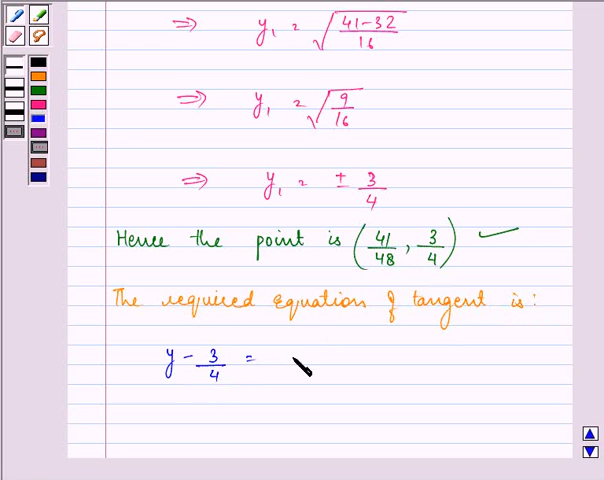 ⇒ y₁ = √((41-32)/16)
⇒ y₁ = √(9/16)
⇒ y₁ = ± 3/4
Hence the point is (41/48, 3/4) ✓
The required equation of tangent is:
y - 3/4 =